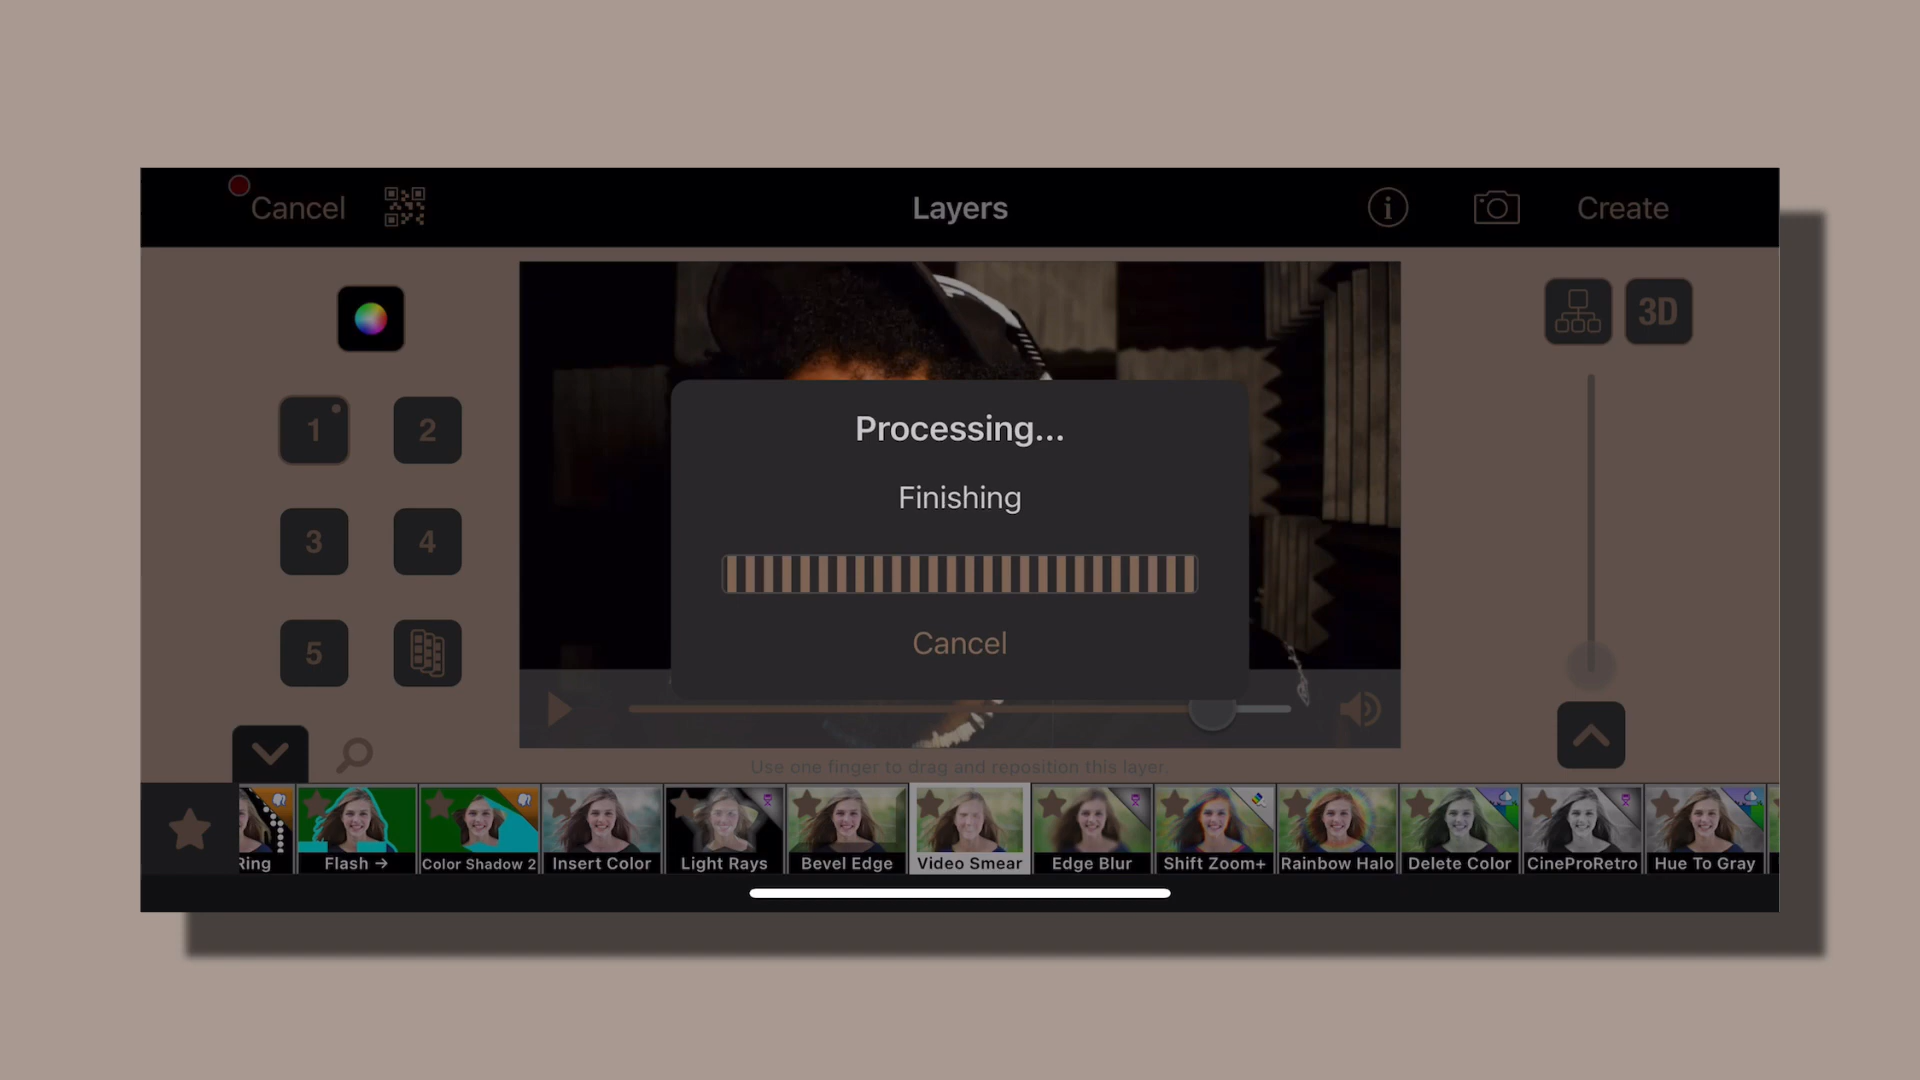 Cancel
Layers
Create
3D
1
2
3
4
5
Processing...
Finishing
Cancel
Use one finger to drag and reposition this layer.
Ring
Flash →
Color Shadow 2
Insert Color
Light Rays
Bevel Edge
Video Smear
Edge Blur
Shift Zoom+
Rainbow Halo
Delete Color
CineProRetro
Hue To Gray